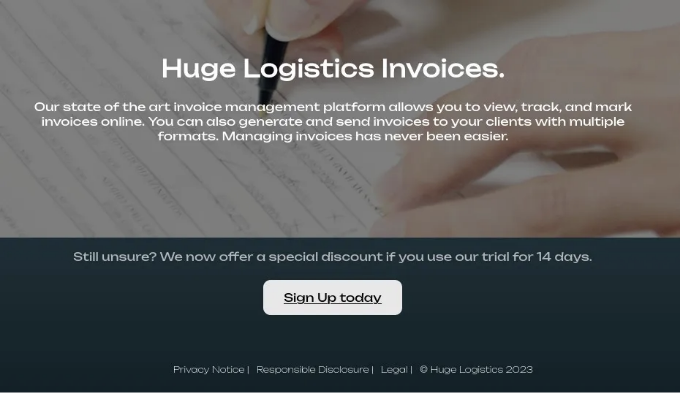 Huge Logistics Invoices.
Our state of the art invoice management platform allows you to view, track, and mark
invoices online. You can also generate and send invoices to your clients with multiple
formats. Managing invoices has never been easier.
Still unsure? We now offer a special discount if you use our trial for 14 days.
Sign Up today
Privacy Notice | Responsible Disclosure | Legal | © Huge Logistics 2023